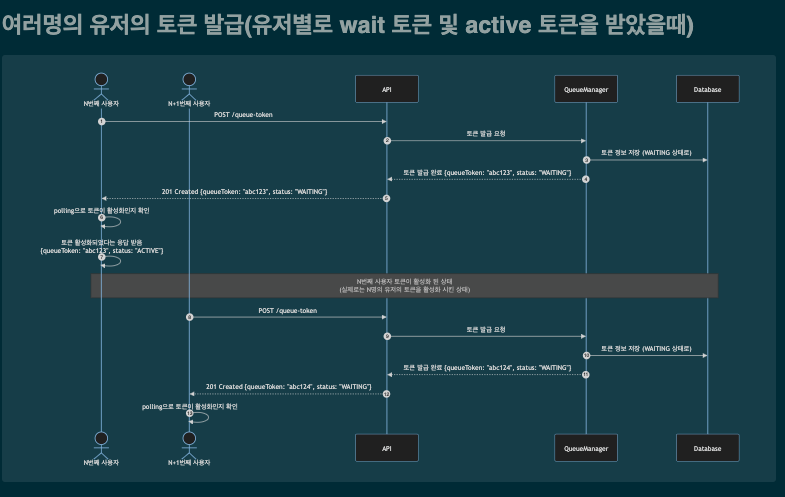 여러명의 유저의 토큰 발급(유저별로 wait 토큰 및 active 토큰을 받았을때)
N번째 사용자
N+1번째 사용자
API
QueueManager
Database
POST /queue-token
1
토큰 발급 요청
2
토큰 정보 저장 (WAITING 상태로)
3
토큰 발급 완료 {queueToken: "abc123", status: "WAITING"}
4
201 Created {queueToken: "abc123", status: "WAITING"}
5
polling으로 토큰이 활성화인지 확인
6
토큰 활성화되었다는 응답 받음
{queueToken: "abc123", status: "ACTIVE"}
7
N번째 사용자 토큰이 활성화 된 상태
(실제로는 N명의 유저의 토큰을 활성화 시킨 상태)
POST /queue-token
8
토큰 발급 요청
9
토큰 정보 저장 (WAITING 상태로)
10
토큰 발급 완료 {queueToken: "abc124", status: "WAITING"}
11
201 Created {queueToken: "abc124", status: "WAITING"}
12
polling으로 토큰이 활성화인지 확인
13
N번째 사용자
N+1번째 사용자
API
QueueManager
Database